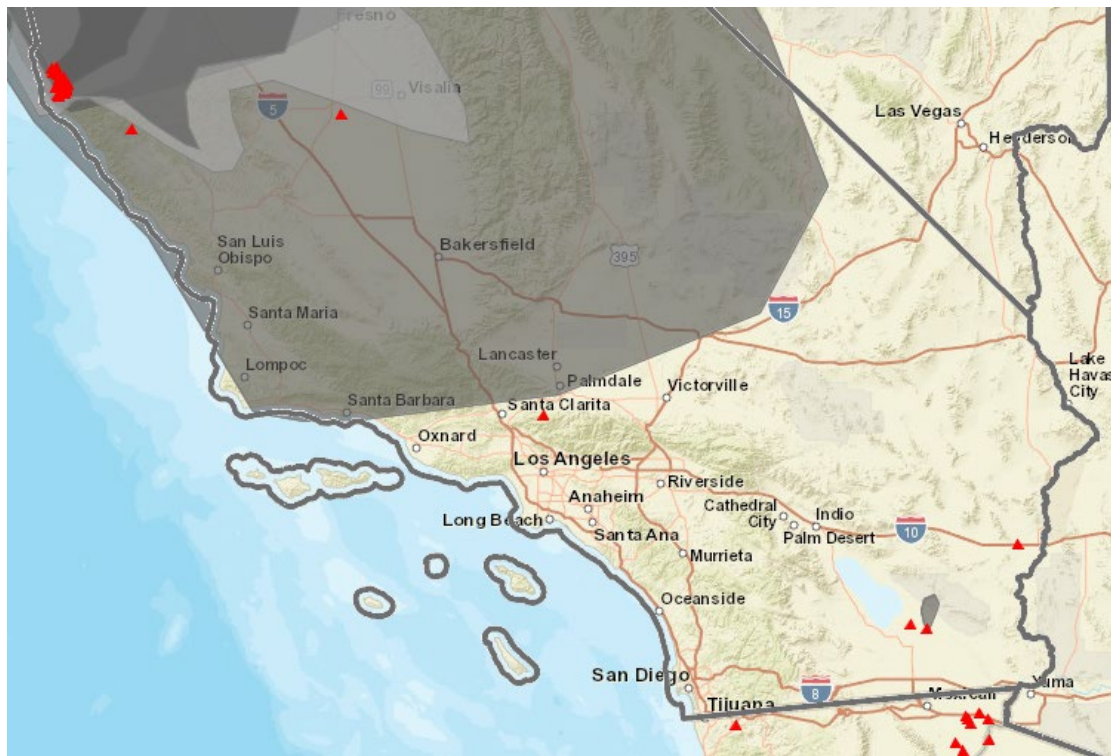 Fresno
99
Visalia
5
Las Vegas
Henderson
San Luis
Obispo
Bakersfield
395
15
Santa Maria
Lompoc
Lancaster
Palmdale
Victorville
Lake
Havas
City
Santa Barbara
Santa Clarita
Oxnard
Los Angeles
Riverside
Anaheim
Cathedral
City
Indio
Palm Desert
10
Long Beach
Santa Ana
Murrieta
Oceanside
San Diego
8
Tijuana
Mexicali
Yuma